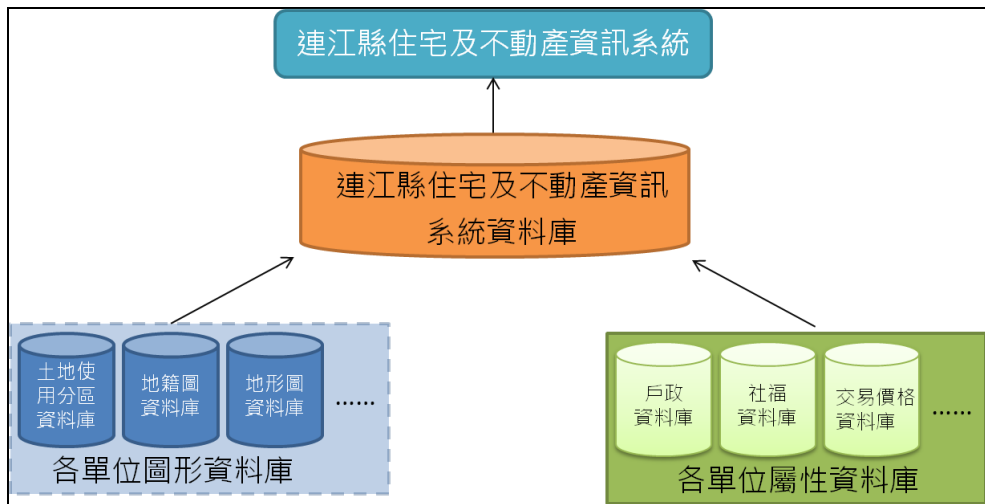 連江縣住宅及不動產資訊系統
連江縣住宅及不動產資訊
系統資料庫
土地使
用分區
資料庫
地籍圖
資料庫
地形圖
資料庫
……
各單位圖形資料庫
戶政
資料庫
社福
資料庫
交易價格
資料庫
……
各單位屬性資料庫